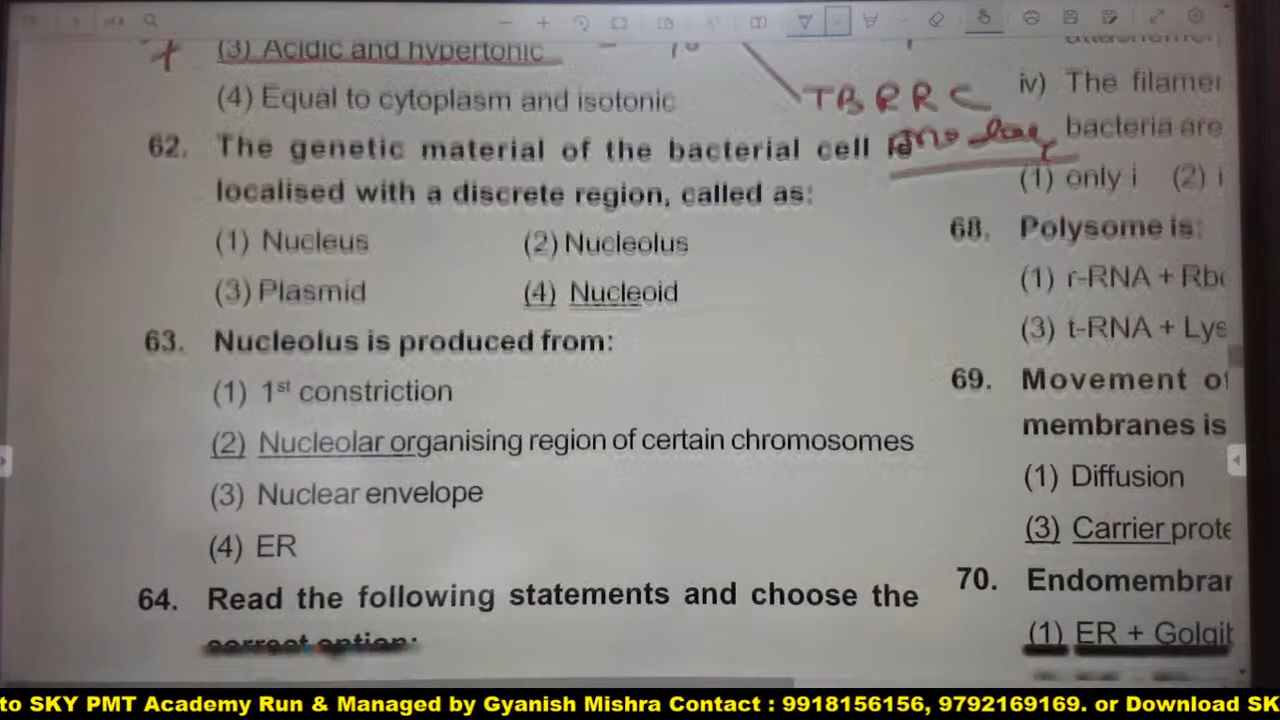 (3) Acidic and hypertonic
(4) Equal to cytoplasm and isotonic
TBRRC
62. The genetic material of the bacterial cell is
localised with a discrete region, called as:
(1) Nucleus (2) Nucleolus
(3) Plasmid (4) Nucleoid
63. Nucleolus is produced from:
(1) 1st constriction
(2) Nucleolar organising region of certain chromosomes
(3) Nuclear envelope
(4) ER
64. Read the following statements and choose the
correct option:
iv) The filamer
bacteria are
(1) only i (2) i
68. Polysome is:
(1) r-RNA + Rb
(3) t-RNA + Lys
69. Movement of
membranes is
(1) Diffusion
(3) Carrier prote
70. Endomembrar
(1) ER + Golgi
to SKY PMT Academy Run & Managed by Gyanish Mishra Contact : 9918156156, 9792169169. or Download SK